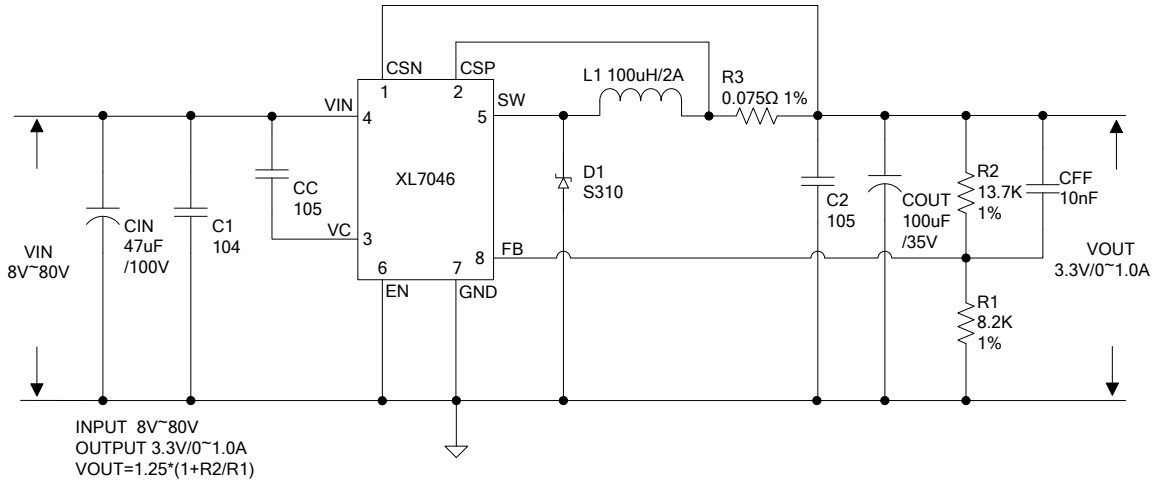 CSN
CSP
1
2
L1 100uH/2A
R3
0.075Ω 1%
VIN
4
SW
5
XL7046
CC
105
VC
3
D1
S310
C2
105
COUT
100uF
/35V
R2
13.7K
1%
CFF
10nF
CIN
47uF
/100V
C1
104
VIN
8V~80V
8
FB
6
7
EN
GND
VOUT
3.3V/0~1.0A
R1
8.2K
1%
INPUT 8V~80V
OUTPUT 3.3V/0~1.0A
VOUT=1.25*(1+R2/R1)